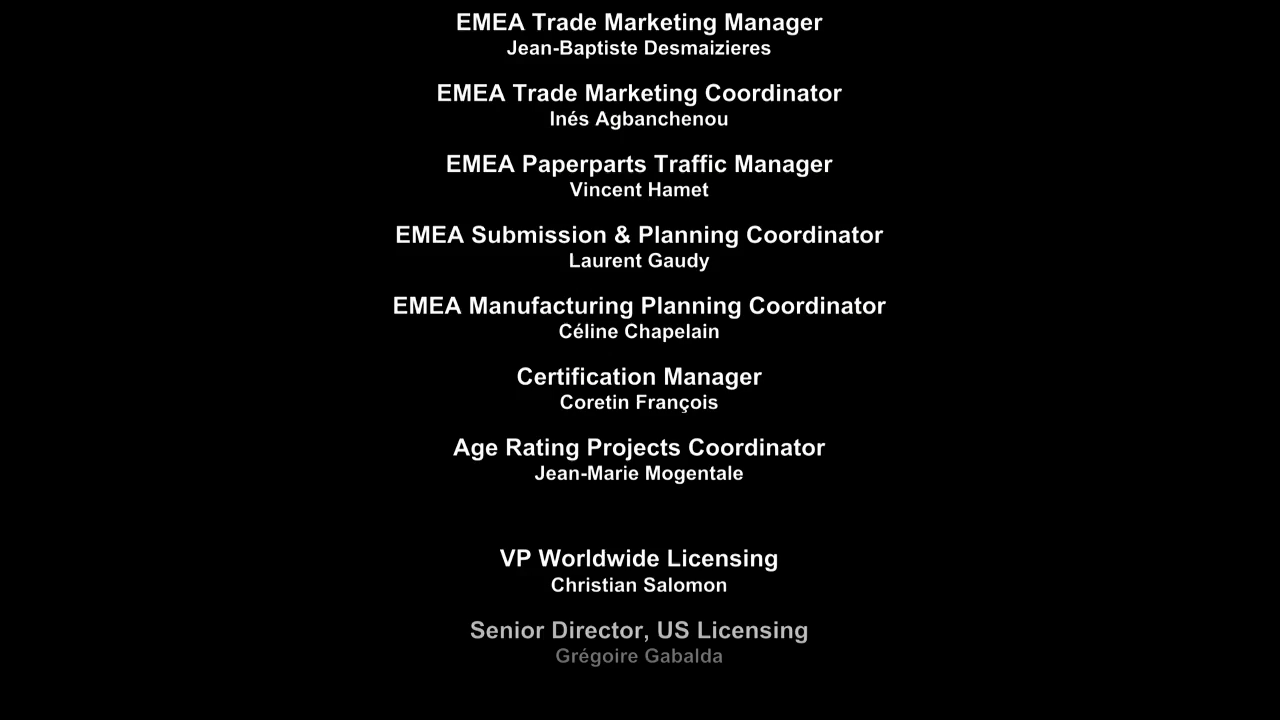 EMEA Trade Marketing Manager
Jean-Baptiste Desmaizieres
EMEA Trade Marketing Coordinator
Inés Agbanchenou
EMEA Paperparts Traffic Manager
Vincent Hamet
EMEA Submission & Planning Coordinator
Laurent Gaudy
EMEA Manufacturing Planning Coordinator
Céline Chapelain
Certification Manager
Coretin François
Age Rating Projects Coordinator
Jean-Marie Mogentale
VP Worldwide Licensing
Christian Salomon
Senior Director, US Licensing
Grégoire Gabalda